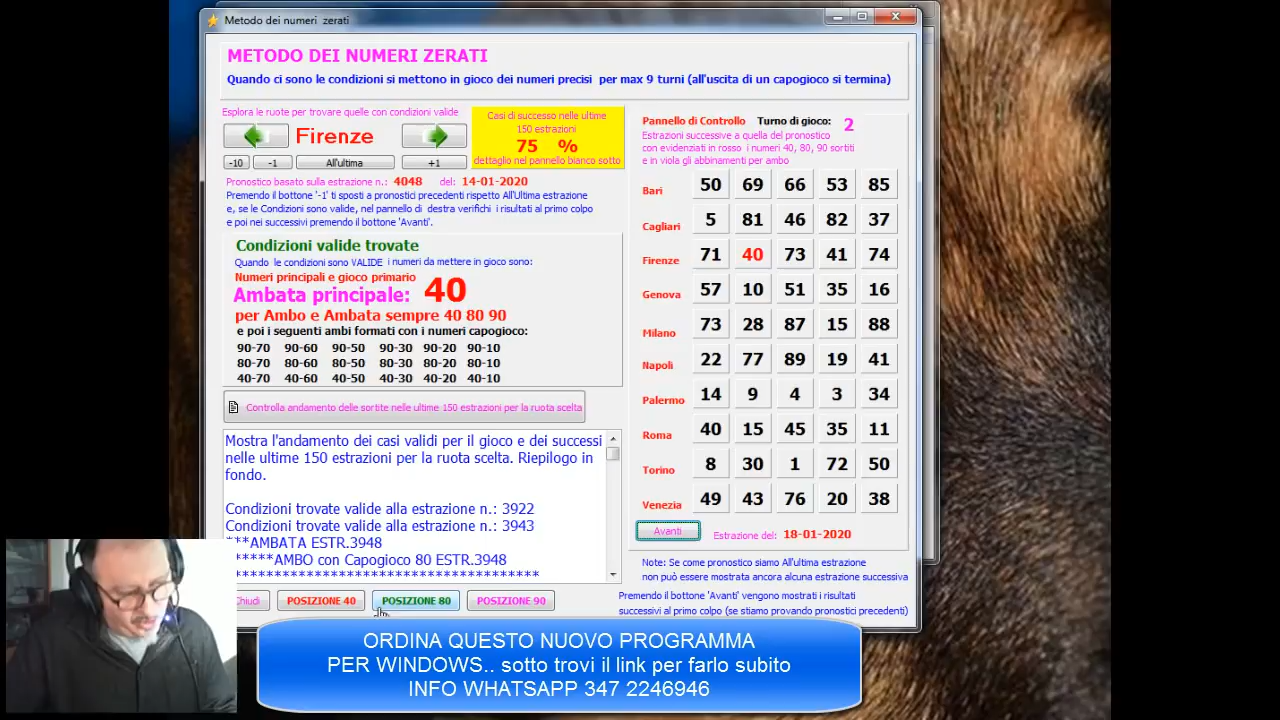 Metodo dei numeri zerati
METODO DEI NUMERI ZERATI
Quando ci sono le condizioni si mettono in gioco dei numeri precisi per max 9 turni (all'uscita di un capogioco si termina)
Esplora le ruote per trovare quelle con condizioni valide
Firenze
-10 -1 All'ultima +1
Casi di successo nelle ultime
150 estrazioni
75 %
dettaglio nel pannello bianco sotto
Pronostico basato sulla estrazione n.: 4048 del: 14-01-2020
Premendo il bottone '-1' ti sposti a pronostici precedenti rispetto All'Ultima estrazione
e, se le Condizioni sono valide, nel pannello di destra verifichi i risultati al primo colpo
e poi nei successivi premendo il bottone 'Avanti'.
Condizioni valide trovate
Quando le condizioni sono VALIDE i numeri da mettere in gioco sono:
Numeri principali e gioco primario
Ambata principale: 40
per Ambo e Ambata sempre 40 80 90
e poi i seguenti ambi formati con i numeri capogioco:
90-70 90-60 90-50 90-30 90-20 90-10
80-70 80-60 80-50 80-30 80-20 80-10
40-70 40-60 40-50 40-30 40-20 40-10
Controlla andamento delle sortite nelle ultime 150 estrazioni per la ruota scelta
Mostra l'andamento dei casi validi per il gioco e dei successi
nelle ultime 150 estrazioni per la ruota scelta. Riepilogo in
fondo.
Condizioni trovate valide alla estrazione n.: 3922
Condizioni trovate valide alla estrazione n.: 3943
***AMBATA ESTR.3948
******AMBO con Capogioco 80 ESTR.3948
***************************************
Chiudi POSIZIONE 40 POSIZIONE 80 POSIZIONE 90
Pannello di Controllo Turno di gioco: 2
Estrazioni successive a quella del pronostico
con evidenziati in rosso i numeri 40, 80, 90 sortiti
e in viola gli abbinamenti per ambo
Bari 50 69 66 53 85
Cagliari 5 81 46 82 37
Firenze 71 40 73 41 74
Genova 57 10 51 35 16
Milano 73 28 87 15 88
Napoli 22 77 89 19 41
Palermo 14 9 4 3 34
Roma 40 15 45 35 11
Torino 8 30 1 72 50
Venezia 49 43 76 20 38
Avanti Estrazione del: 18-01-2020
Note: Se come pronostico siamo All'ultima estrazione
non può essere mostrata ancora alcuna estrazione successiva
Premendo il bottone 'Avanti' vengono mostrati i risultati
successivi al primo colpo (se stiamo provando pronostici precedenti)
ORDINA QUESTO NUOVO PROGRAMMA
PER WINDOWS.. sotto trovi il link per farlo subito
INFO WHATSAPP 347 2246946